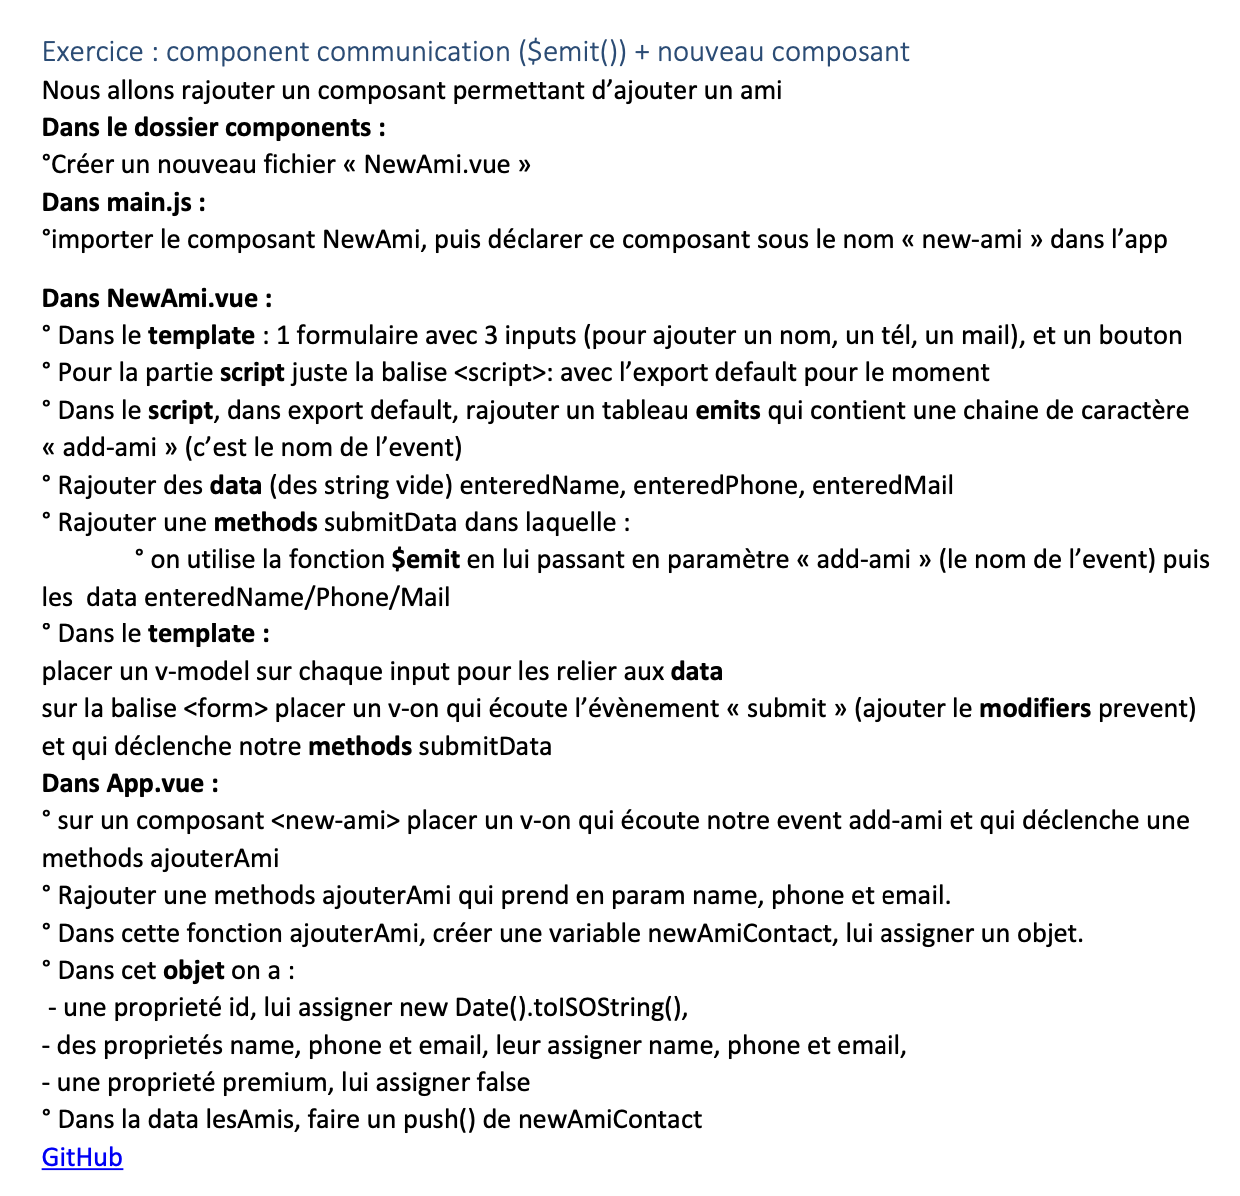 Exercice : component communication ($emit()) + nouveau composant
Nous allons rajouter un composant permettant d’ajouter un ami
Dans le dossier components :
°Créer un nouveau fichier « NewAmi.vue »
Dans main.js :
°importer le composant NewAmi, puis déclarer ce composant sous le nom « new-ami » dans l’app
Dans NewAmi.vue :
° Dans le template : 1 formulaire avec 3 inputs (pour ajouter un nom, un tél, un mail), et un bouton
° Pour la partie script juste la balise <script>: avec l’export default pour le moment
° Dans le script, dans export default, rajouter un tableau emits qui contient une chaine de caractère
« add-ami » (c’est le nom de l’event)
° Rajouter des data (des string vide) enteredName, enteredPhone, enteredMail
° Rajouter une methods submitData dans laquelle :
° on utilise la fonction $emit en lui passant en paramètre « add-ami » (le nom de l’event) puis
les  data enteredName/Phone/Mail
° Dans le template :
placer un v-model sur chaque input pour les relier aux data
sur la balise <form> placer un v-on qui écoute l’évènement « submit » (ajouter le modifiers prevent)
et qui déclenche notre methods submitData
Dans App.vue :
° sur un composant <new-ami> placer un v-on qui écoute notre event add-ami et qui déclenche une
methods ajouterAmi
° Rajouter une methods ajouterAmi qui prend en param name, phone et email.
° Dans cette fonction ajouterAmi, créer une variable newAmiContact, lui assigner un objet.
° Dans cet objet on a :
- une proprieté id, lui assigner new Date().toISOString(),
- des proprietés name, phone et email, leur assigner name, phone et email,
- une proprieté premium, lui assigner false
° Dans la data lesAmis, faire un push() de newAmiContact
GitHub